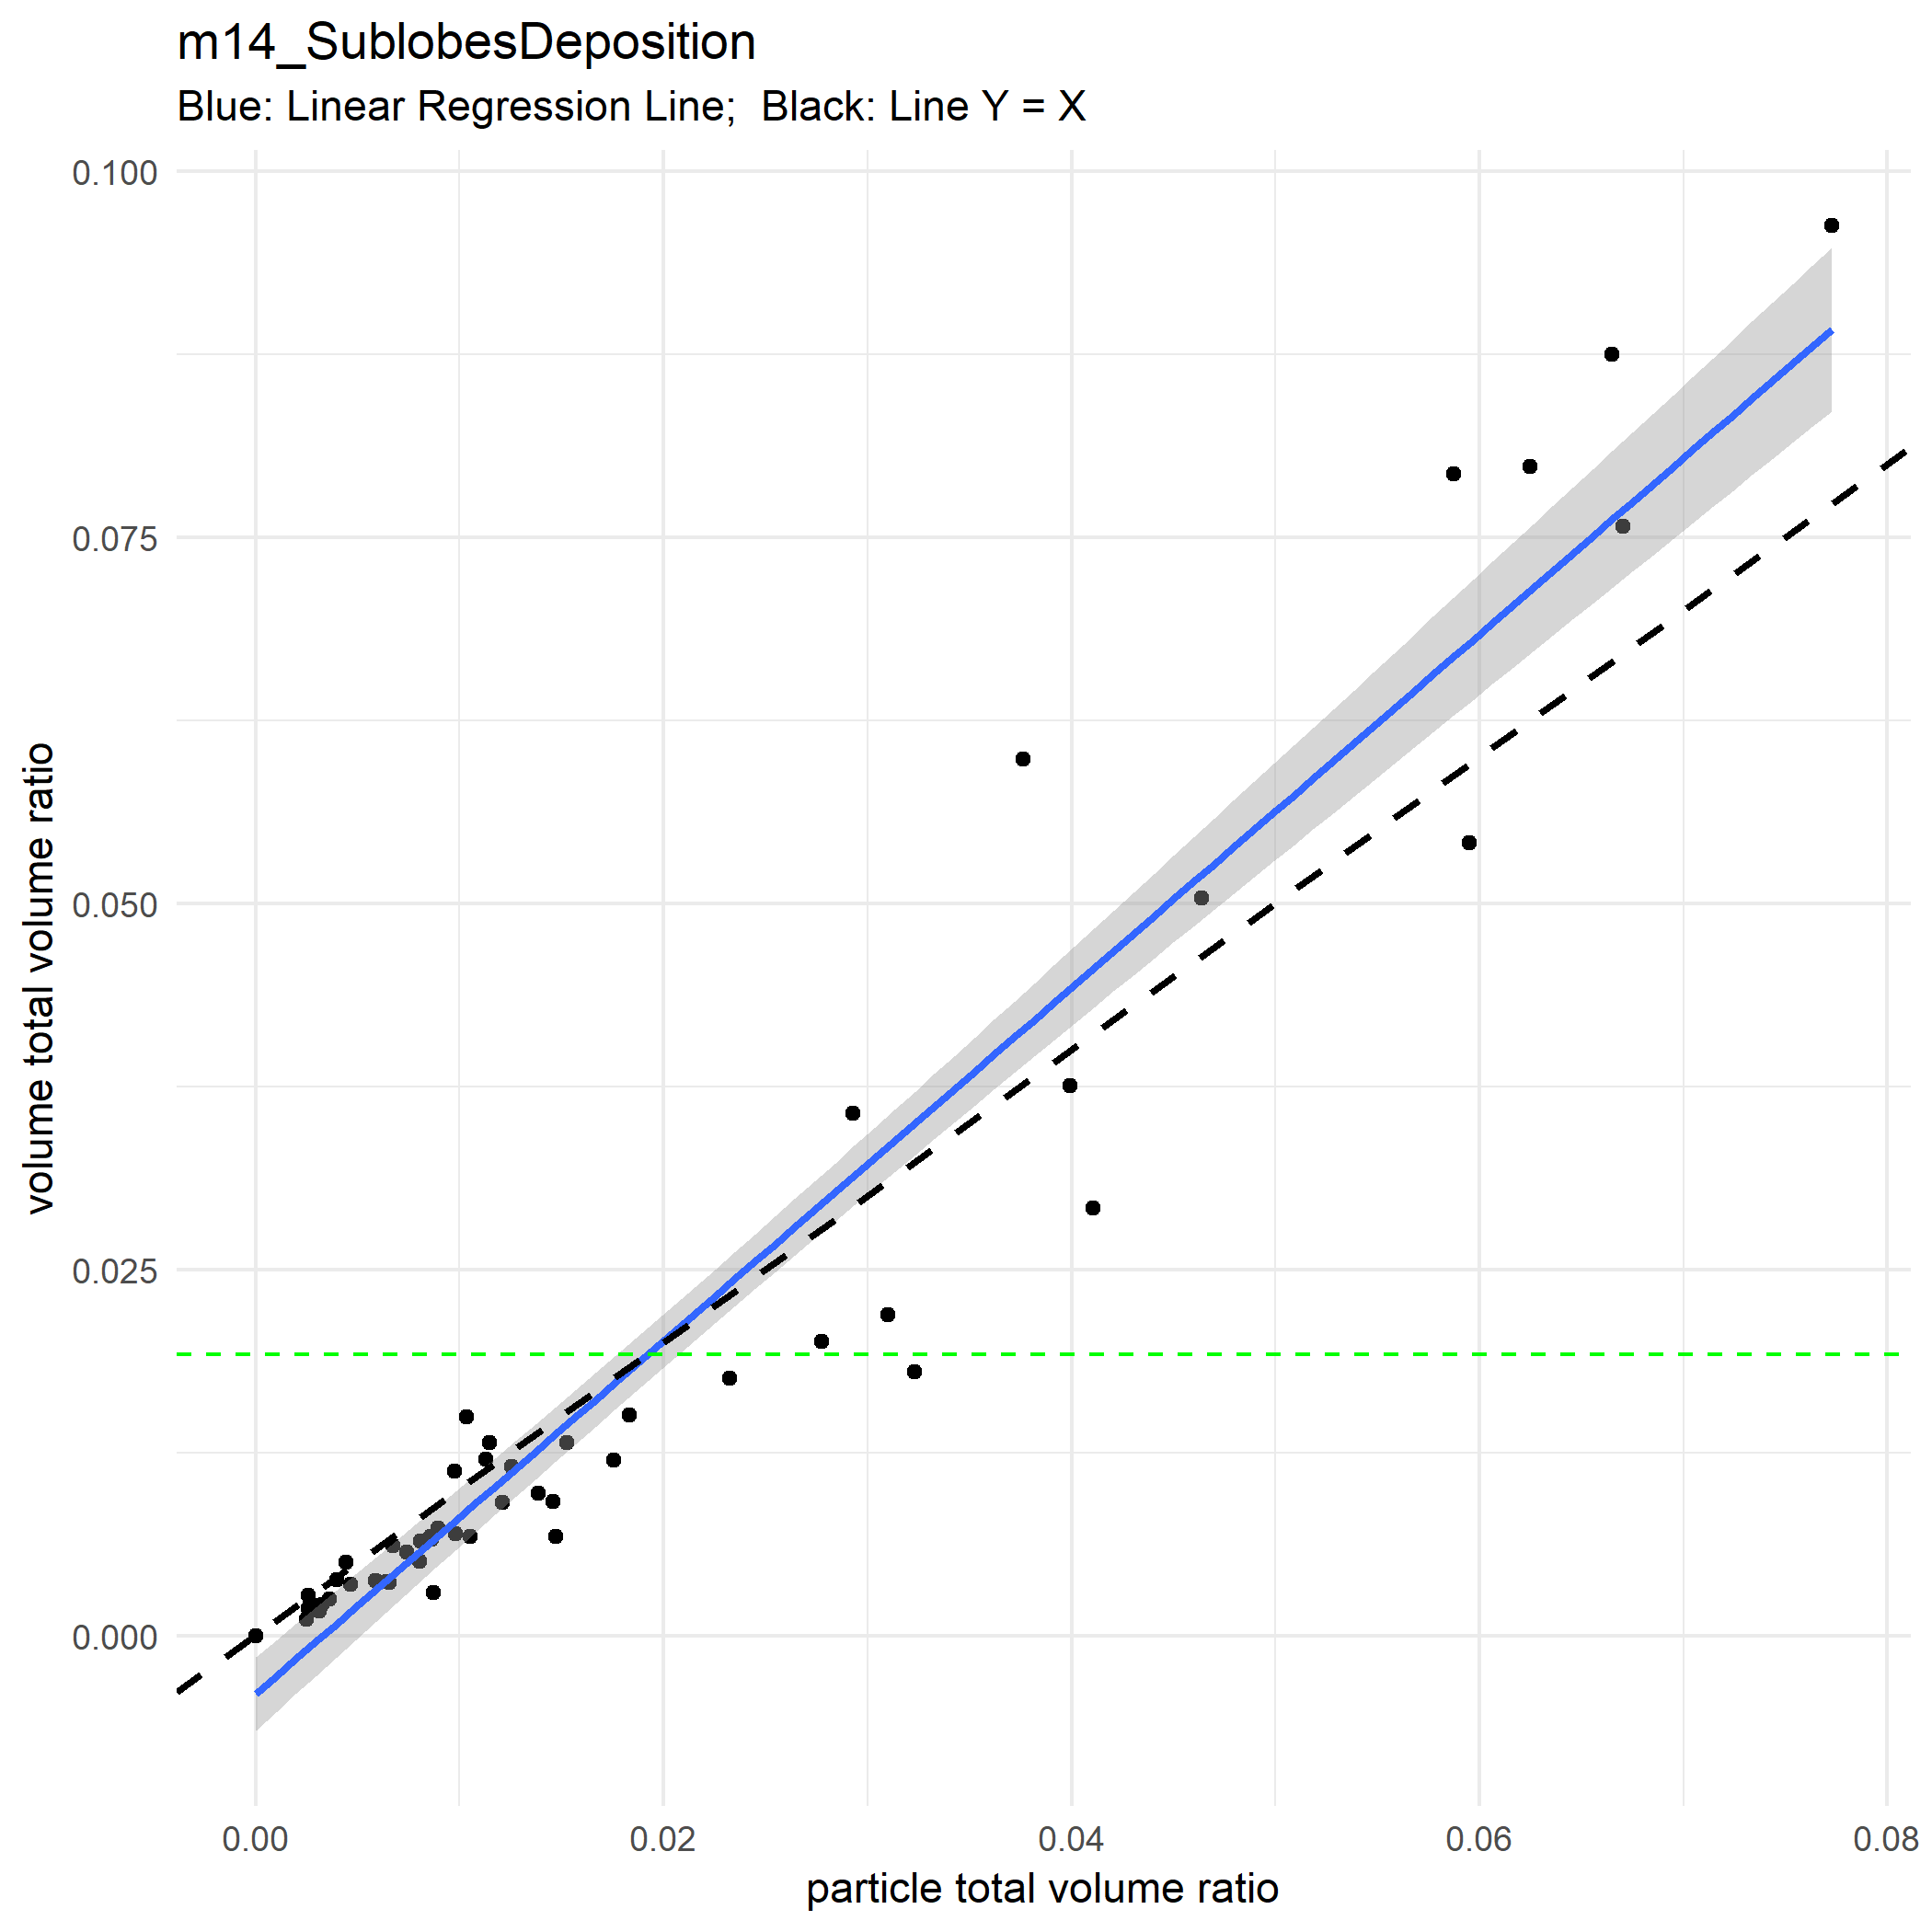 m14_SublobesDeposition
Blue: Linear Regression Line;  Black: Line Y = X
0.100
0.075
0.050
0.025
0.000
volume total volume ratio
0.00 0.02 0.04 0.06 0.08
particle total volume ratio